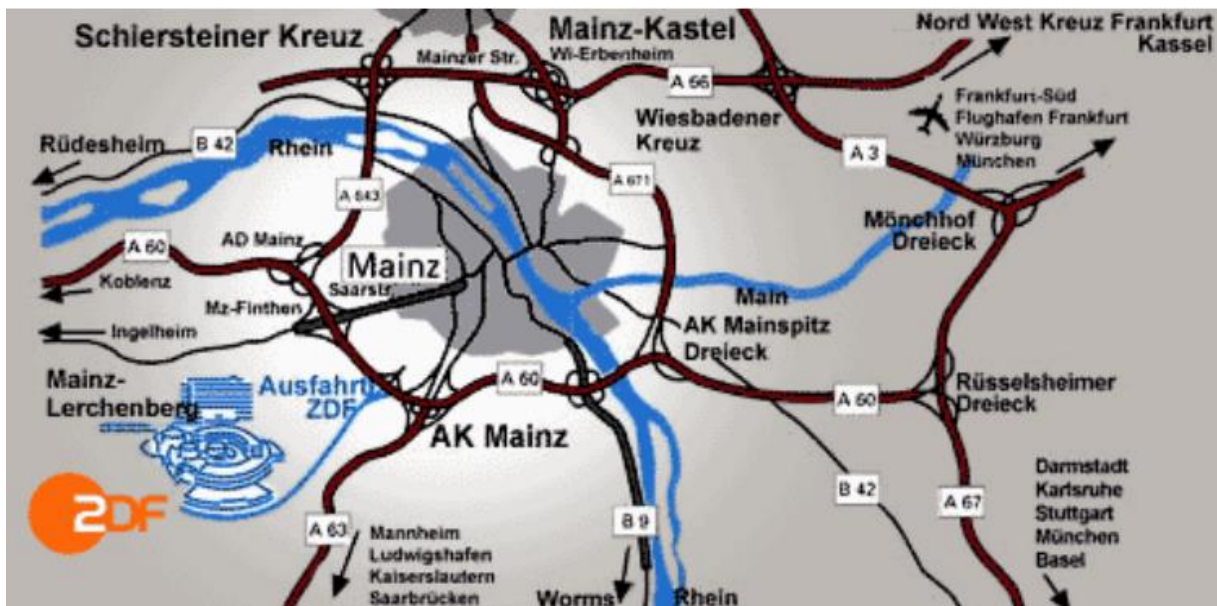 Schiersteiner Kreuz
Mainz-Kastel
Nord West Kreuz Frankfurt
Kassel
Mainzer Str.
Wi-Erbenheim
A 66
Frankfurt-Süd
Flughafen Frankfurt
Würzburg
München
Wiesbadener
Kreuz
Rüdesheim
B 42
Rhein
A 3
A 643
A 671
Mönchhof
Dreieck
AD Mainz
A 60
Mainz
Koblenz
Saarstr
Main
Mz-Finthen
Ingelheim
AK Mainspitz
Dreieck
Mainz-
Lerchenberg
Ausfahrt
ZDF
A 60
A 60
Rüsselsheimer
Dreieck
AK Mainz
ZDF
A 63
B 9
B 42
A 67
Darmstadt
Karlsruhe
Stuttgart
München
Basel
Mannheim
Ludwigshafen
Kaiserslautern
Saarbrücken
Worms
Rhein